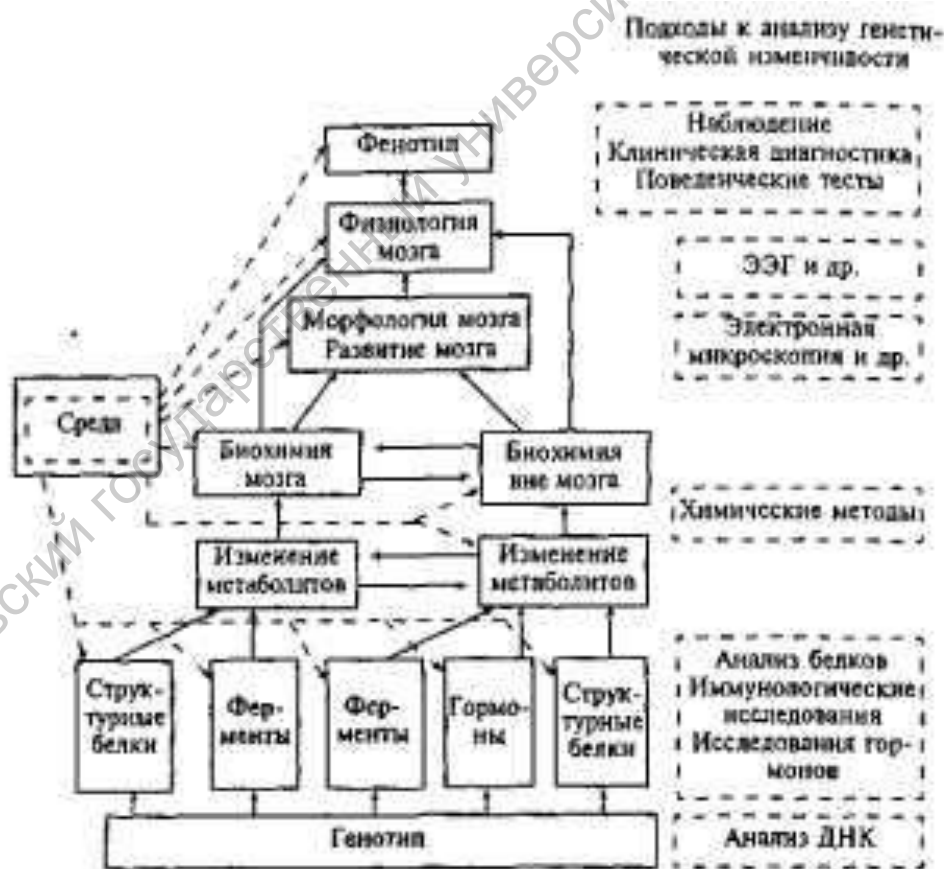 Подходы к анализу генети-
ческой изменчивости
Фенотип
Наблюдение
Клиническая диагностика
Поведенческие тесты
Физиология
мозга
ЭЭГ и др.
Морфология мозга
Развитие мозга
Электронная
микроскопия и др.
Среда
Биохимия
мозга
Биохимия
вне мозга
Химические методы
Изменение
метаболитов
Изменение
метаболитов
Струк-
турные
белки
Фер-
менты
Фер-
менты
Гормо-
ны
Струк-
турные
белки
Анализ белков
Иммунологические
исследования
Исследования гор-
монов
Генотип
Анализ ДНК
государственный